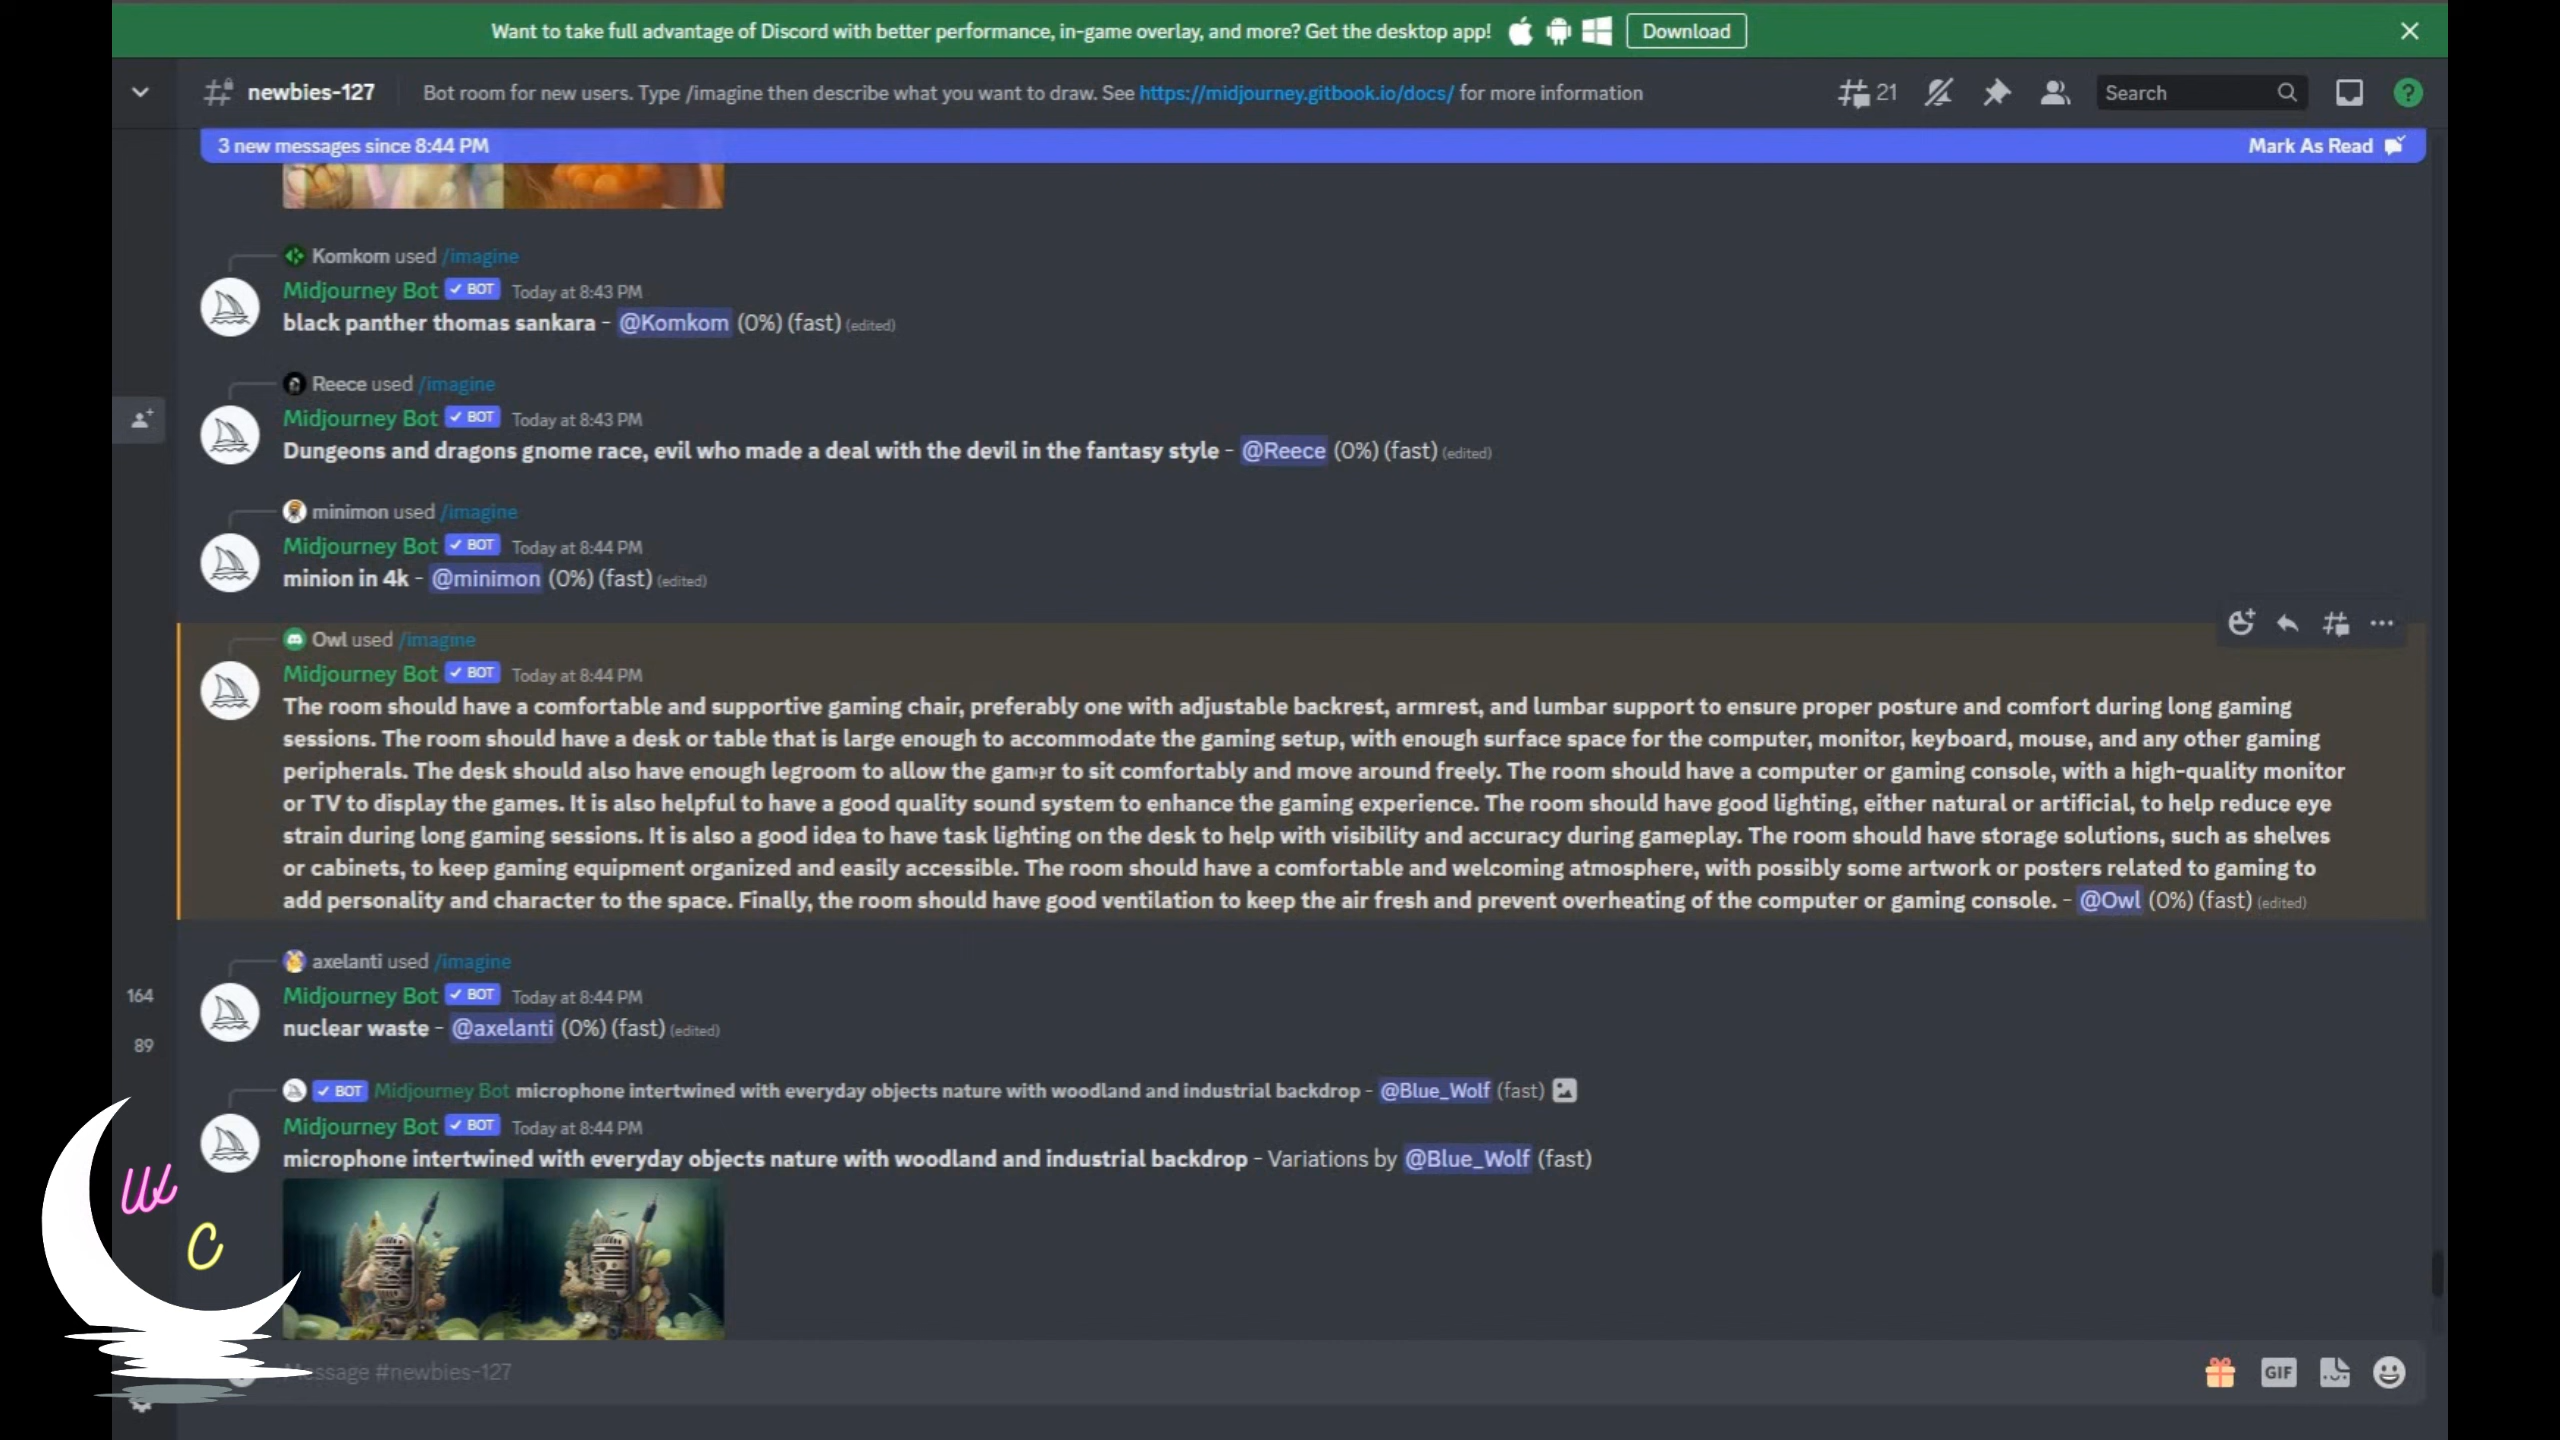 Want to take full advantage of Discord with better performance, in-game overlay, and more? Get the desktop app! Download
newbies-127 Bot room for new users. Type /imagine then describe what you want to draw. See https://midjourney.gitbook.io/docs/ for more information 21 Search
3 new messages since 8:44 PM Mark As Read
Komkom used /imagine
Midjourney Bot BOT Today at 8:43 PM
black panther thomas sankara - @Komkom (0%) (fast) (edited)
Reece used /imagine
Midjourney Bot BOT Today at 8:43 PM
Dungeons and dragons gnome race, evil who made a deal with the devil in the fantasy style - @Reece (0%) (fast) (edited)
minimon used /imagine
Midjourney Bot BOT Today at 8:44 PM
minion in 4k - @minimon (0%) (fast) (edited)
Owl used /imagine
Midjourney Bot BOT Today at 8:44 PM
The room should have a comfortable and supportive gaming chair, preferably one with adjustable backrest, armrest, and lumbar support to ensure proper posture and comfort during long gaming
sessions. The room should have a desk or table that is large enough to accommodate the gaming setup, with enough surface space for the computer, monitor, keyboard, mouse, and any other gaming
peripherals. The desk should also have enough legroom to allow the gamer to sit comfortably and move around freely. The room should have a computer or gaming console, with a high-quality monitor
or TV to display the games. It is also helpful to have a good quality sound system to enhance the gaming experience. The room should have good lighting, either natural or artificial, to help reduce eye
strain during long gaming sessions. It is also a good idea to have task lighting on the desk to help with visibility and accuracy during gameplay. The room should have storage solutions, such as shelves
or cabinets, to keep gaming equipment organized and easily accessible. The room should have a comfortable and welcoming atmosphere, with possibly some artwork or posters related to gaming to
add personality and character to the space. Finally, the room should have good ventilation to keep the air fresh and prevent overheating of the computer or gaming console. - @Owl (0%) (fast) (edited)
axelanti used /imagine
164
Midjourney Bot BOT Today at 8:44 PM
nuclear waste - @axelanti (0%) (fast) (edited)
89
BOT Midjourney Bot microphone intertwined with everyday objects nature with woodland and industrial backdrop - @Blue_Wolf (fast)
Midjourney Bot BOT Today at 8:44 PM
microphone intertwined with everyday objects nature with woodland and industrial backdrop - Variations by @Blue_Wolf (fast)
C
#newbies-127 GIF